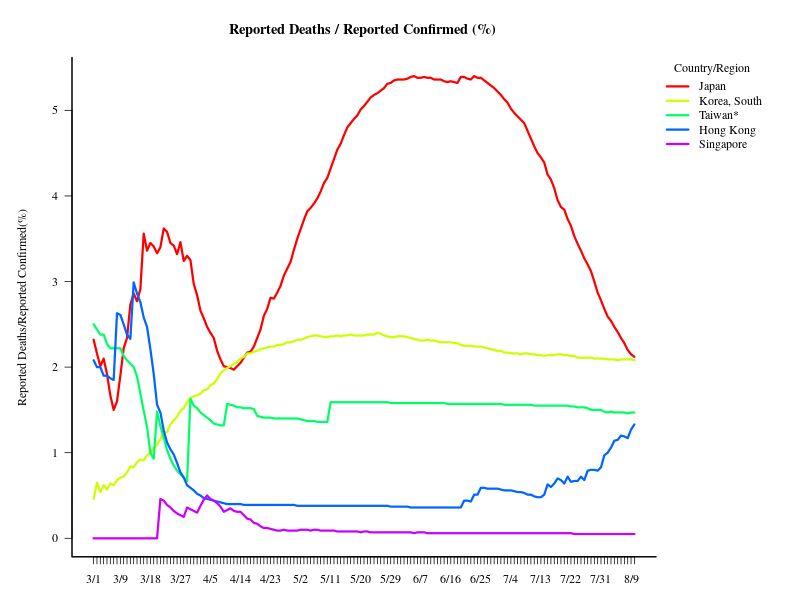 Reported Deaths / Reported Confirmed (%)
Country/Region
Japan
Korea, South
Taiwan*
Hong Kong
Singapore
Reported Deaths/Reported Confirmed(%)
5
4
3
2
1
0
3/1 3/9 3/18 3/27 4/5 4/14 4/23 5/2 5/11 5/20 5/29 6/7 6/16 6/25 7/4 7/13 7/22 7/31 8/9